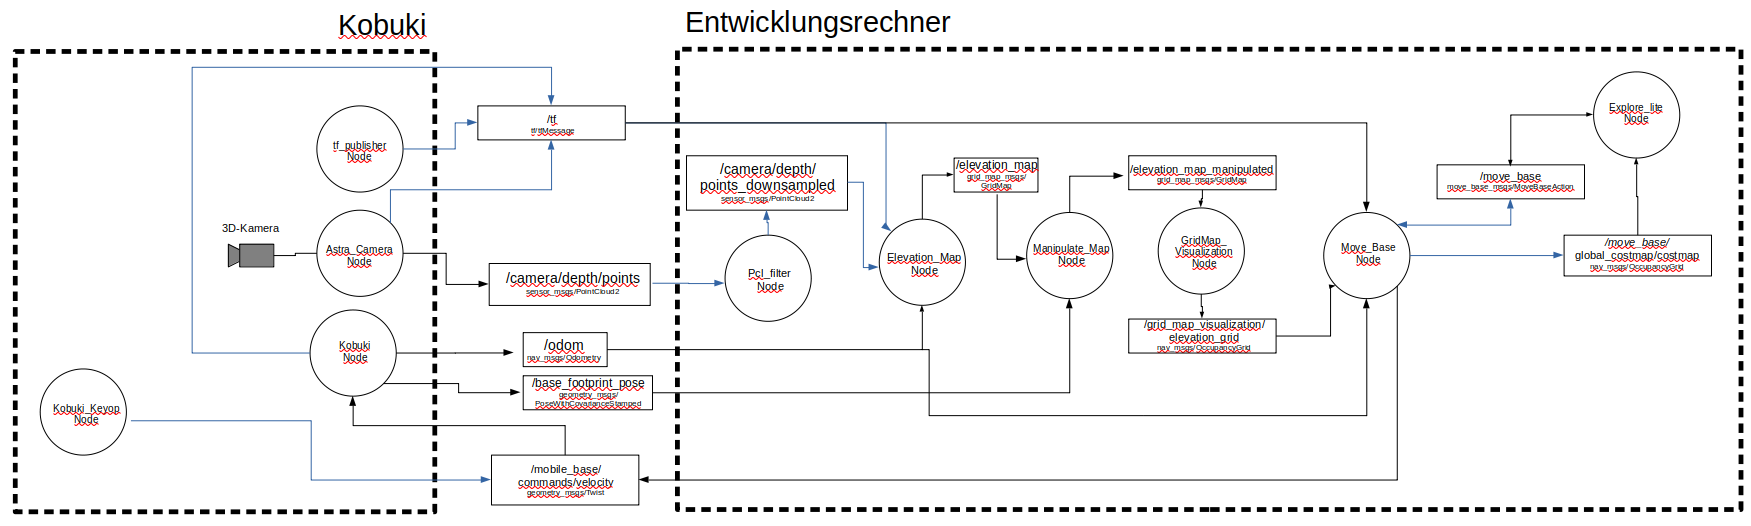 Kobuki
Entwicklungsrechner
tf_publisher
Node
/tf
tf/tfMessage
3D-Kamera
Astra_Camera
Node
/camera/depth/points
sensor_msgs/PointCloud2
Kobuki
Node
/odom
nav_msgs/Odometry
/base_footprint_pose
geometry_msgs/
PoseWithCovarianceStamped
Kobuki_Keyop
Node
/mobile_base/
commands/velocity
geometry_msgs/Twist
/camera/depth/
points_downsampled
sensor_msgs/PointCloud2
Pcl_filter
Node
Elevation_Map
Node
/elevation_map
grid_map_msgs/
GridMap
Manipulate_Map
Node
/elevation_map_manipulated
grid_map_msgs/GridMap
GridMap_
Visualization
Node
/grid_map_visualization/
elevation_grid
nav_msgs/OccupancyGrid
Move_Base
Node
/move_base
move_base_msgs/MoveBaseAction
Explore_lite
Node
/move_base/
global_costmap/costmap
nav_msgs/OccupancyGrid